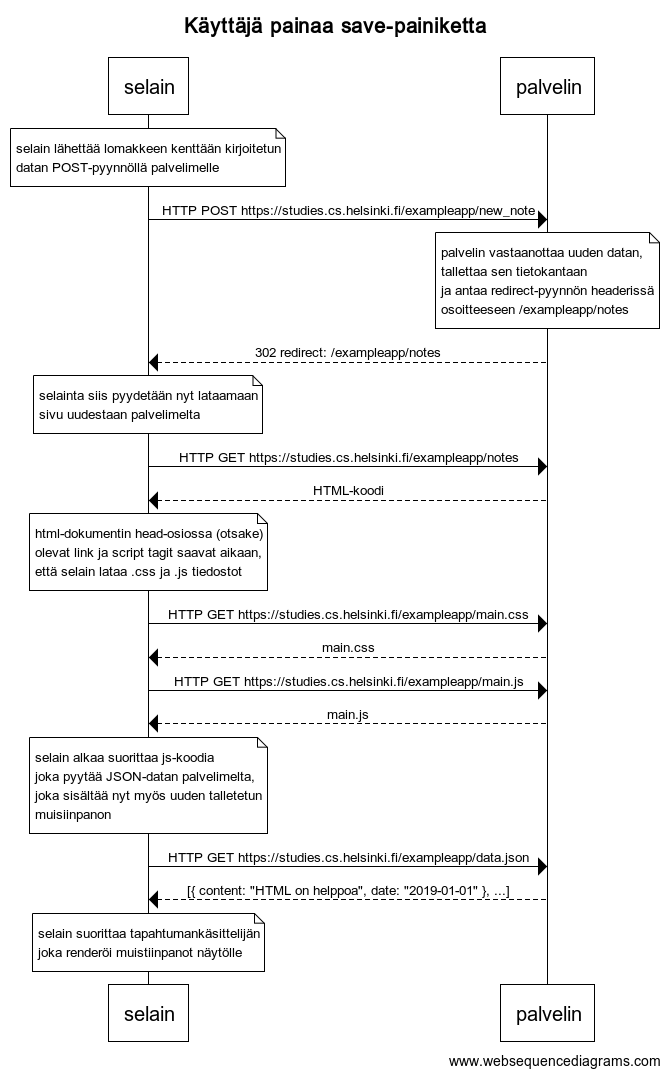 Käyttäjä painaa save-painiketta
selain
palvelin
selain lähettää lomakkeen kenttään kirjoitetun
datan POST-pyynnöllä palvelimelle
HTTP POST https://studies.cs.helsinki.fi/exampleapp/new_note
palvelin vastaanottaa uuden datan,
tallettaa sen tietokantaan
ja antaa redirect-pyynnön headerissä
osoitteeseen /exampleapp/notes
302 redirect: /exampleapp/notes
selainta siis pyydetään nyt lataamaan
sivu uudestaan palvelimelta
HTTP GET https://studies.cs.helsinki.fi/exampleapp/notes
HTML-koodi
html-dokumentin head-osiossa (otsake)
olevat link ja script tagit saavat aikaan,
että selain lataa .css ja .js tiedostot
HTTP GET https://studies.cs.helsinki.fi/exampleapp/main.css
main.css
HTTP GET https://studies.cs.helsinki.fi/exampleapp/main.js
main.js
selain alkaa suorittaa js-koodia
joka pyytää JSON-datan palvelimelta,
joka sisältää nyt myös uuden talletetun
muisiinpanon
HTTP GET https://studies.cs.helsinki.fi/exampleapp/data.json
[{ content: "HTML on helppoa", date: "2019-01-01" }, ...]
selain suorittaa tapahtumankäsittelijän
joka renderöi muistiinpanot näytölle
selain
palvelin
www.websequencediagrams.com